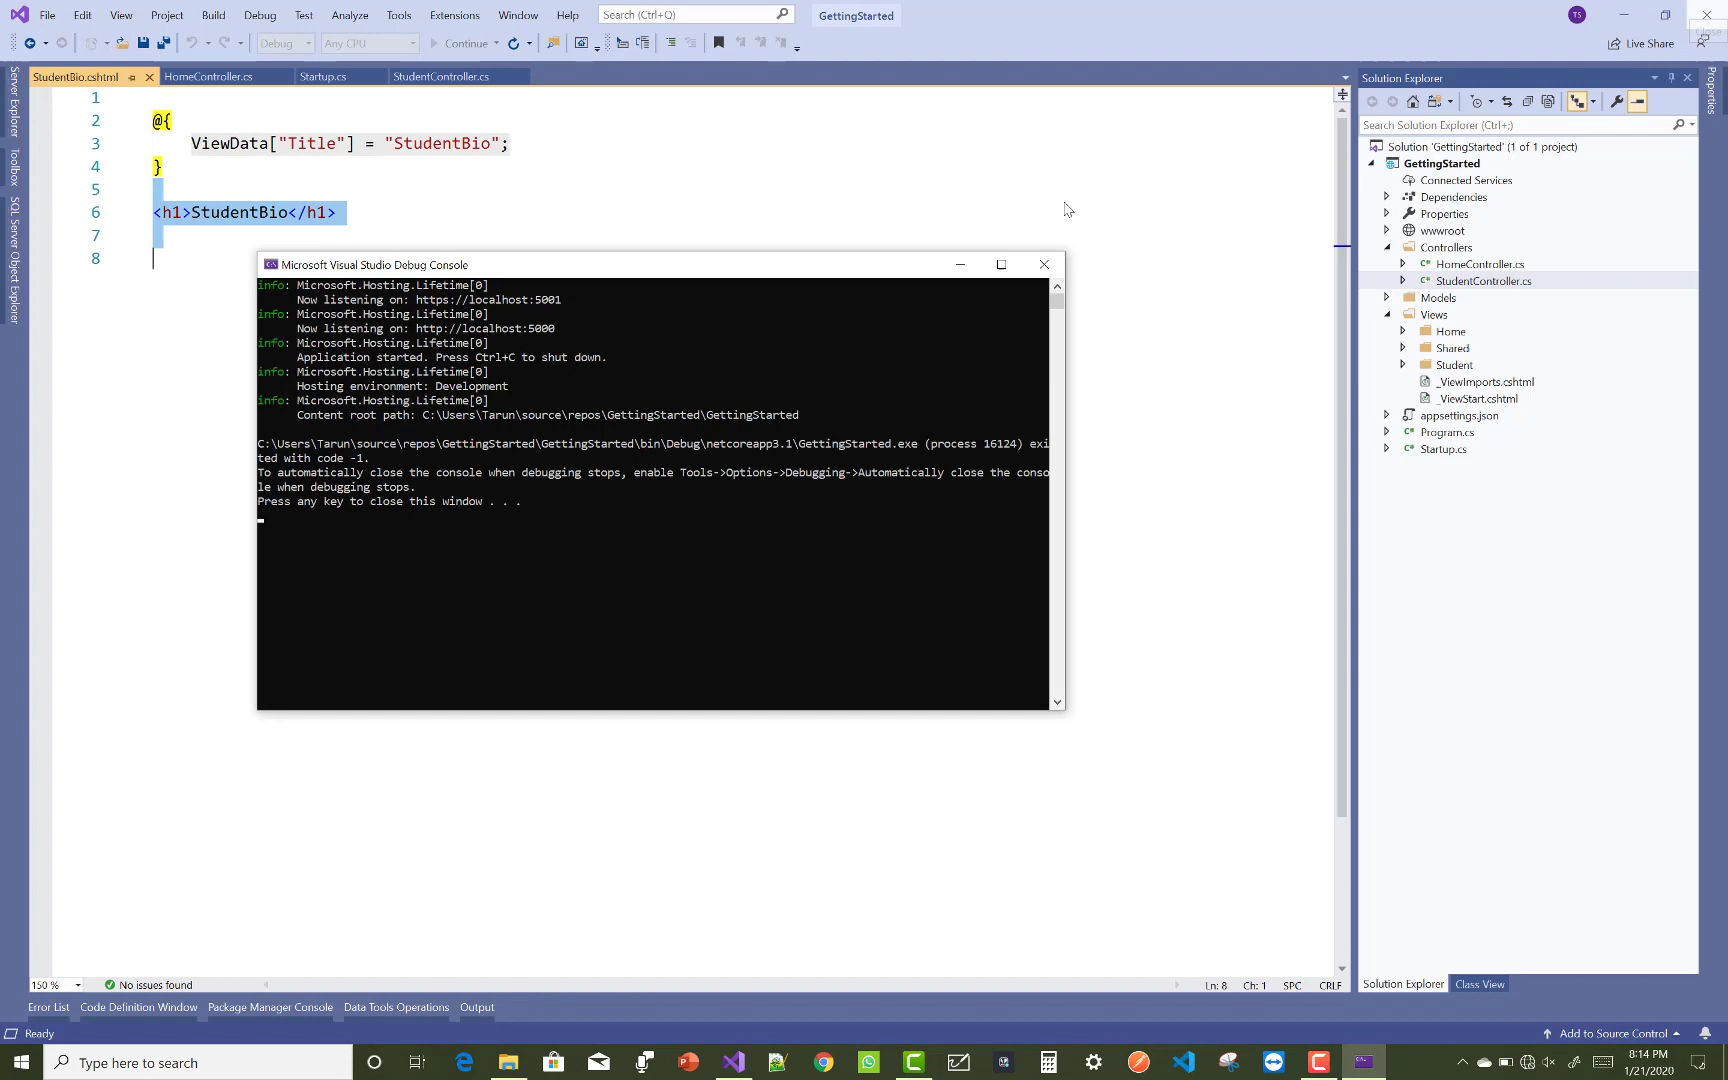 File Edit View Project Build Debug Test Analyze Tools Extensions Window Help Search (Ctrl+Q) GettingStarted TS
Debug Any CPU Continue Live Share
StudentBio.cshtml HomeController.cs Startup.cs StudentController.cs
Server Explorer
Toolbox
SQL Server Object Explorer
1
2 @{
3 ViewData["Title"] = "StudentBio";
4 }
5
6 <h1>StudentBio</h1>
7
8
Microsoft Visual Studio Debug Console
info: Microsoft.Hosting.Lifetime[0]
Now listening on: https://localhost:5001
info: Microsoft.Hosting.Lifetime[0]
Now listening on: http://localhost:5000
info: Microsoft.Hosting.Lifetime[0]
Application started. Press Ctrl+C to shut down.
info: Microsoft.Hosting.Lifetime[0]
Hosting environment: Development
info: Microsoft.Hosting.Lifetime[0]
Content root path: C:\Users\Tarun\source\repos\GettingStarted\GettingStarted
C:\Users\Tarun\source\repos\GettingStarted\GettingStarted\bin\Debug\netcoreapp3.1\GettingStarted.exe (process 16124) exi
ted with code -1.
To automatically close the console when debugging stops, enable Tools->Options->Debugging->Automatically close the conso
le when debugging stops.
Press any key to close this window . . .
Solution Explorer
Search Solution Explorer (Ctrl+;)
Solution 'GettingStarted' (1 of 1 project)
GettingStarted
Connected Services
Dependencies
Properties
wwwroot
Controllers
C# HomeController.cs
C# StudentController.cs
Models
Views
Home
Shared
Student
_ViewImports.cshtml
_ViewStart.cshtml
appsettings.json
C# Program.cs
C# Startup.cs
Properties
150 % No issues found Ln: 8 Ch: 1 SPC CRLF
Solution Explorer Class View
Error List Code Definition Window Package Manager Console Data Tools Operations Output
Ready Add to Source Control
Type here to search
8:14 PM
1/21/2020